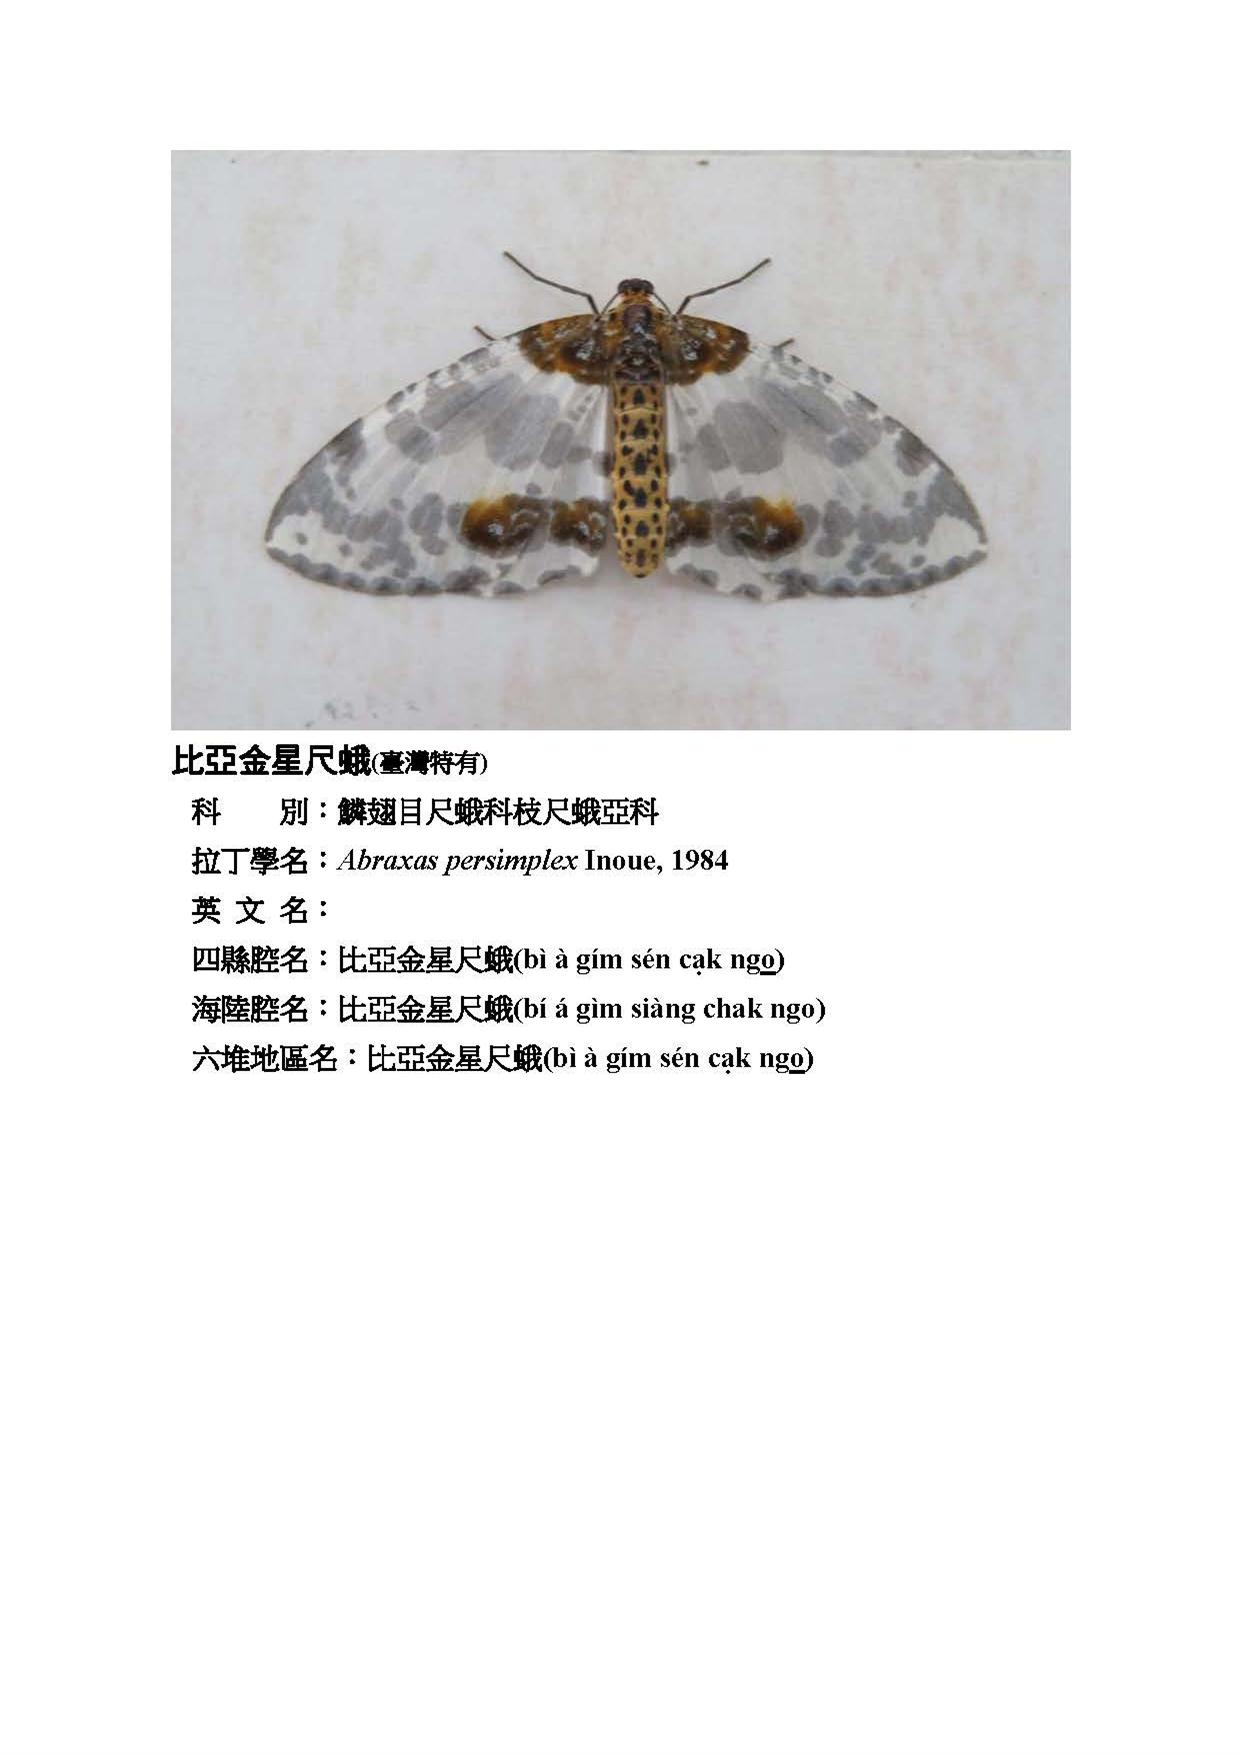 比亞金星尺蛾(臺灣特有)
科　　別：鱗翅目尺蛾科枝尺蛾亞科
拉丁學名：Abraxas persimplex Inoue, 1984
英 文 名：
四縣腔名：比亞金星尺蛾(bì à gím sén cạk ngo̲)
海陸腔名：比亞金星尺蛾(bí á gìm siàng chak ngo)
六堆地區名：比亞金星尺蛾(bì à gím sén cạk ngo̲)